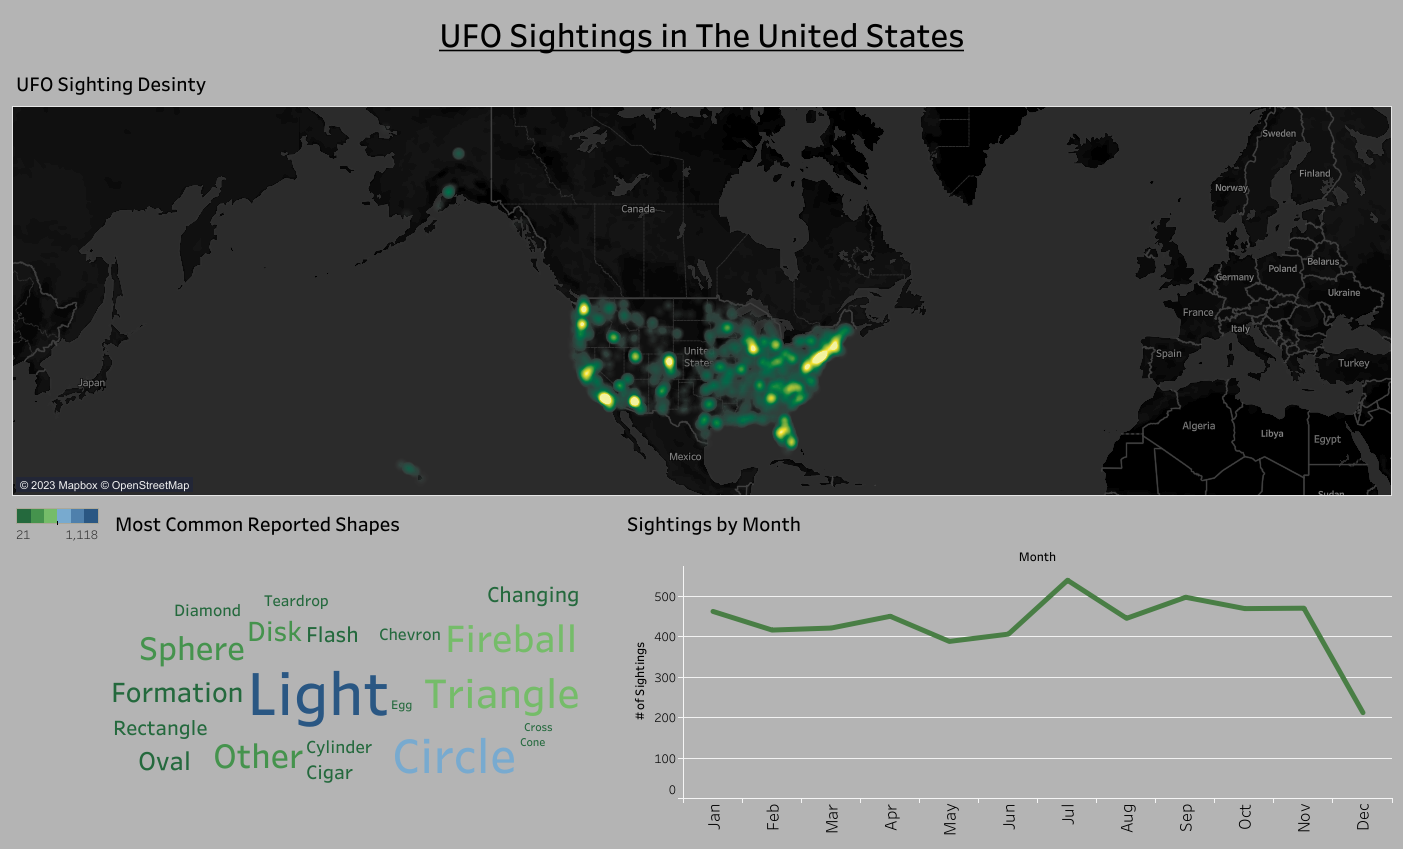 UFO Sightings in The United States
UFO Sighting Desinty
Sweden
Finland
Norway
Canada
Belarus
Poland
Germany
Ukraine
France
Italy
Spain
Unite
State
Turkey
Japan
Algeria
Libya
Egypt
Mexico
Sudan
© 2023 Mapbox © OpenStreetMap
21 1,118
Most Common Reported Shapes
Changing
Teardrop
Diamond
Disk Flash Chevron Fireball
Sphere
Formation Light Egg Triangle
Rectangle
Cross
Cone
Oval Other Cylinder Circle
Cigar
Sightings by Month
Month
# of Sightings
500
400
300
200
100
0
Jan Feb Mar Apr May Jun Jul Aug Sep Oct Nov Dec